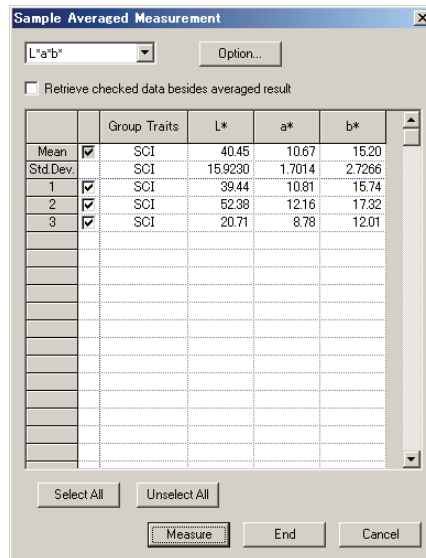 Sample Averaged Measurement
L*a*b*
Option...
Retrieve checked data besides averaged result
Group Traits L* a* b*
Mean SCI 40.45 10.67 15.20
Std.Dev. SCI 15.9230 1.7014 2.7266
1 SCI 39.44 10.81 15.74
2 SCI 52.38 12.16 17.32
3 SCI 20.71 8.78 12.01
Select All Unselect All
Measure End Cancel